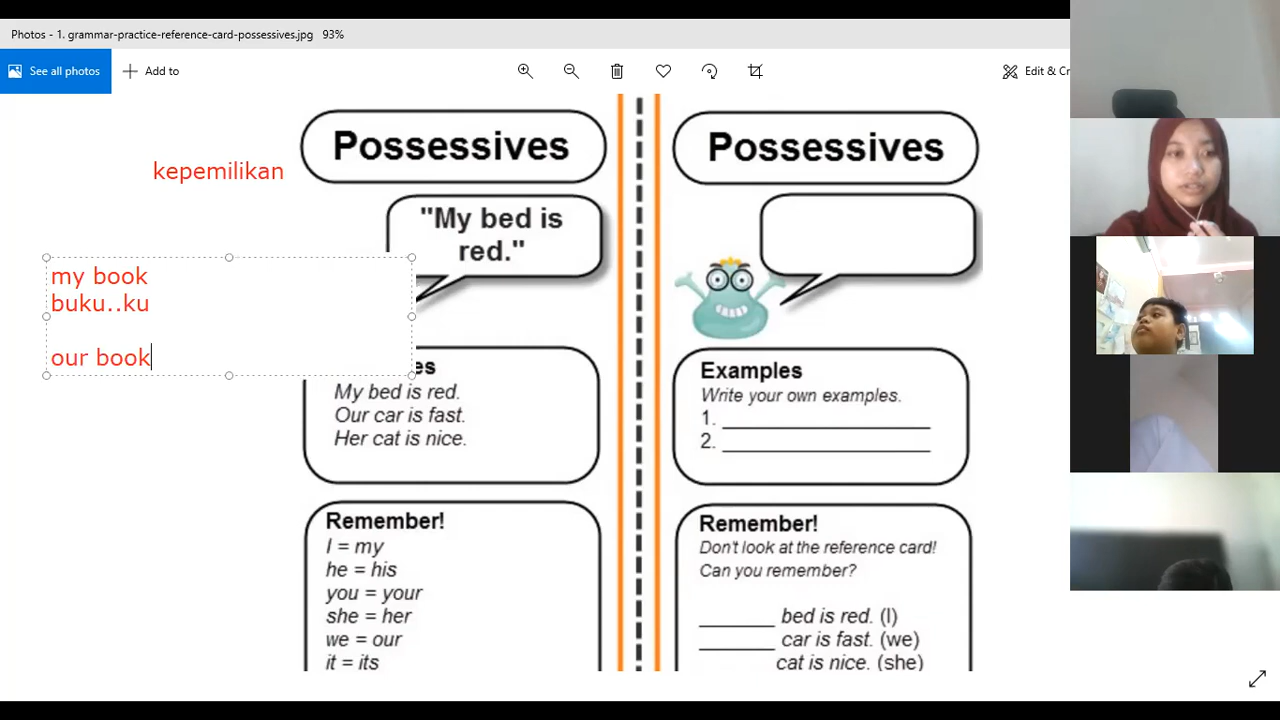 Photos - 1. grammar-practice-reference-card-possessives.jpg 93%
See all photos
Add to
Edit & Cr
kepemilikan
my book
buku..ku
our book
Possessives
"My bed is
red."
es
My bed is red.
Our car is fast.
Her cat is nice.
Remember!
I = my
he = his
you = your
she = her
we = our
it = its
Possessives
Examples
Write your own examples.
1. ____________________
2. ____________________
Remember!
Don't look at the reference card!
Can you remember?
_______ bed is red. (I)
_______ car is fast. (we)
cat is nice. (she)